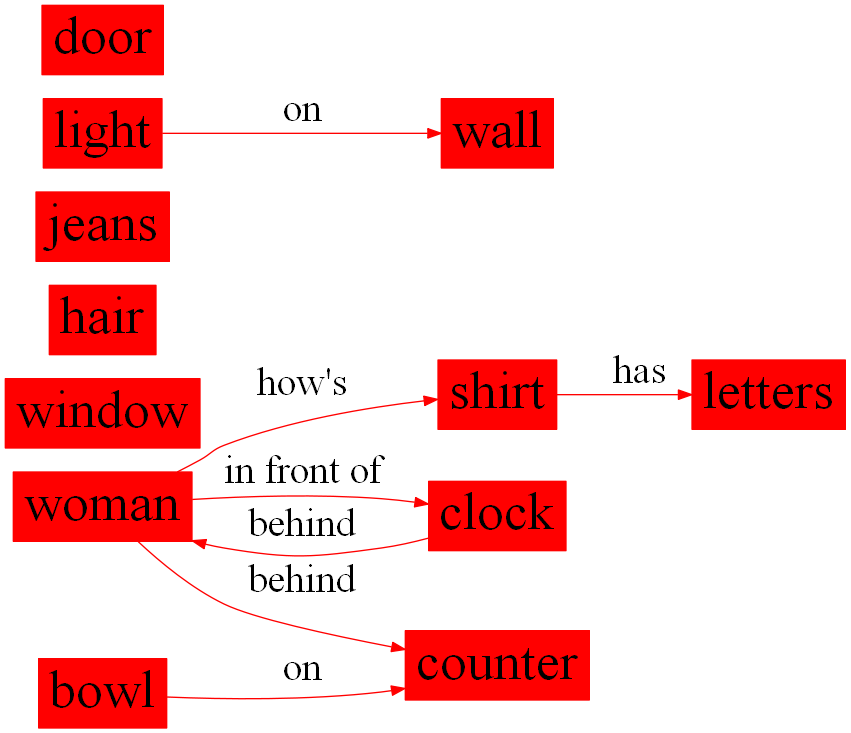 door
light
on
wall
jeans
hair
window
how's
shirt
has
letters
woman
in front of
clock
behind
behind
counter
bowl
on